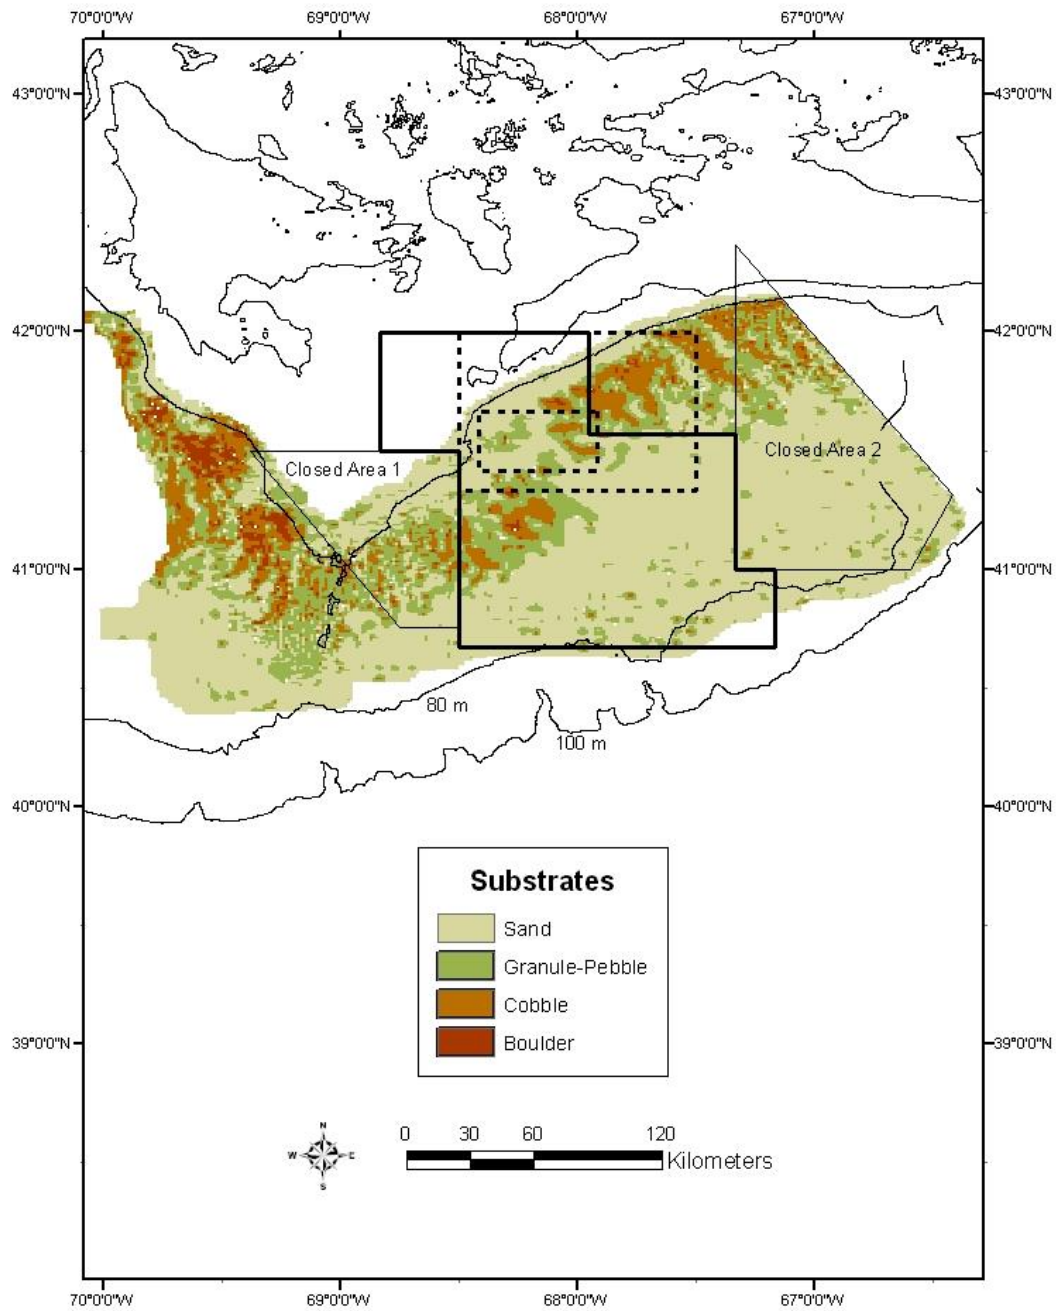 70°0'0"W 69°0'0"W 68°0'0"W 67°0'0"W
43°0'0"N 43°0'0"N
42°0'0"N 42°0'0"N
Closed Area 1 Closed Area 2
41°0'0"N 41°0'0"N
80 m
100 m
40°0'0"N 40°0'0"N
Substrates
Sand
Granule-Pebble
Cobble
Boulder
39°0'0"N 39°0'0"N
N
W E
S
0 30 60 120
Kilometers
70°0'0"W 69°0'0"W 68°0'0"W 67°0'0"W